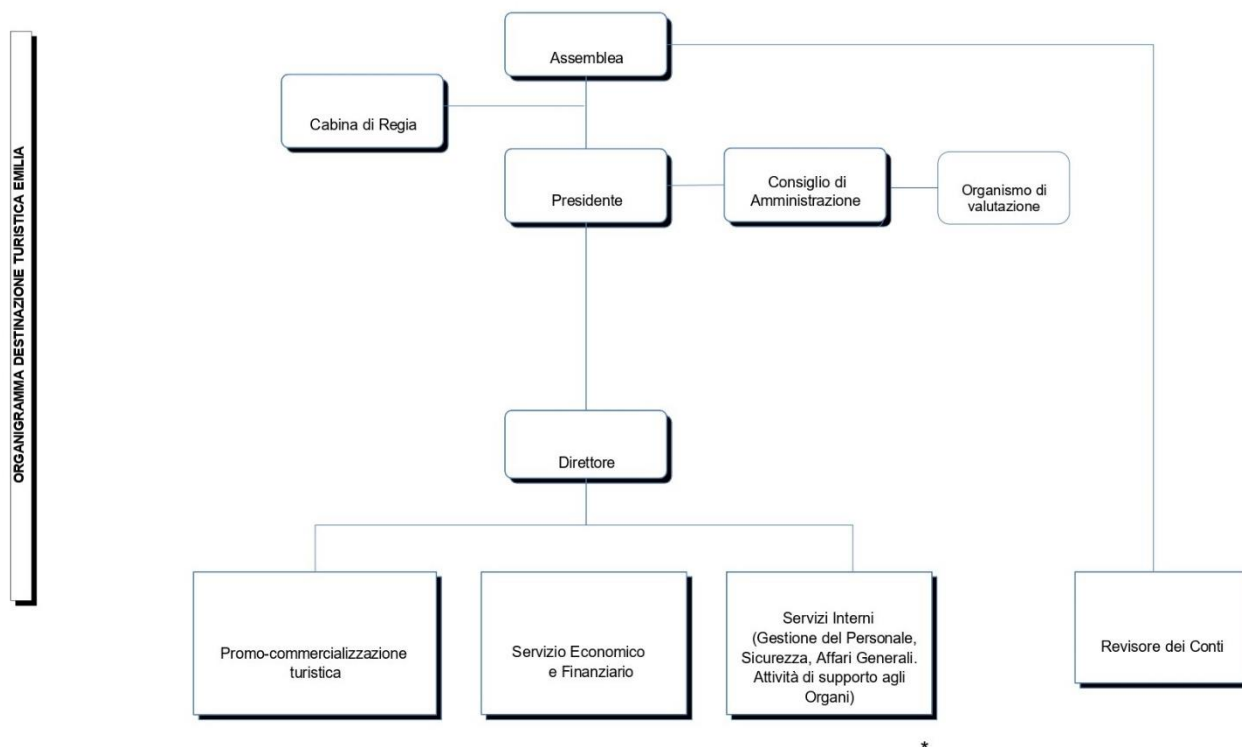 ORGANIGRAMMA DESTINAZIONE TURISTICA EMILIA
Assemblea
Cabina di Regia
Presidente
Consiglio di
Amministrazione
Organismo di
valutazione
Direttore
Promo-commercializzazione
turistica
Servizio Economico
e Finanziario
Servizi Interni
(Gestione del Personale,
Sicurezza, Affari Generali.
Attività di supporto agli
Organi)
Revisore dei Conti
*